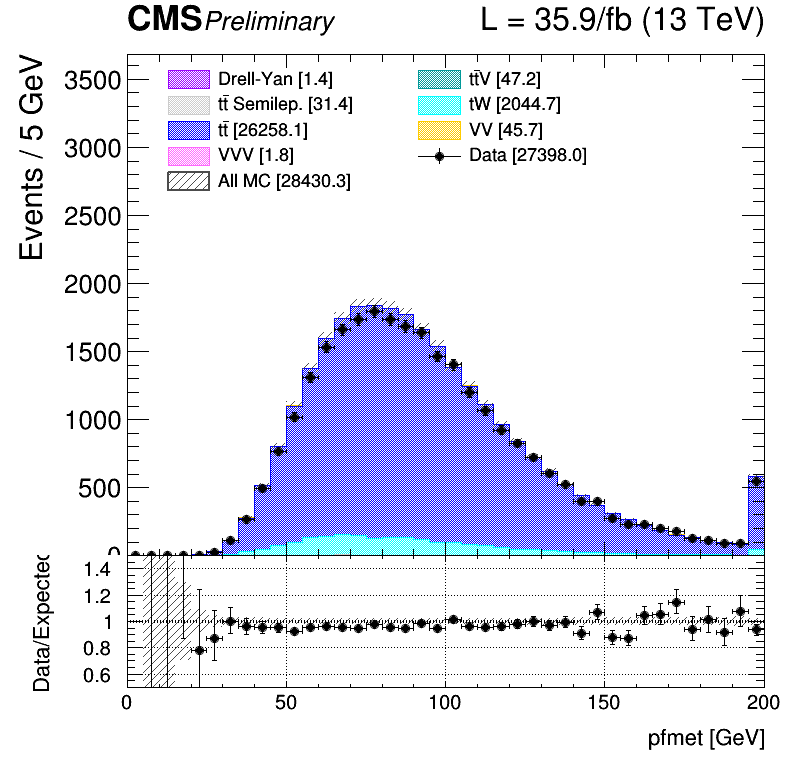 CMS Preliminary L = 35.9/fb (13 TeV)
Events / 5 GeV
3500
3000
2500
2000
1500
1000
500
0
Drell-Yan [1.4]
tt̄ Semilep. [31.4]
tt̄ [26258.1]
VVV [1.8]
All MC [28430.3]
tt̄V [47.2]
tW [2044.7]
VV [45.7]
Data [27398.0]
Data/Expected
1.4
1.2
1
0.8
0.6
0 50 100 150 200
pfmet [GeV]